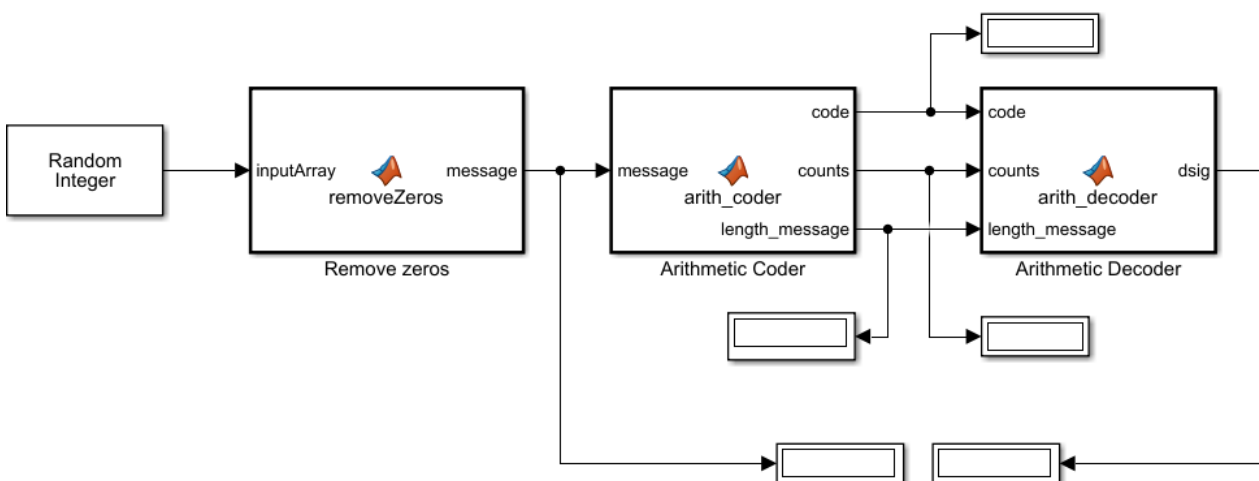 Random
Integer
inputArray
message
removeZeros
Remove zeros
message
code
counts
length_message
arith_coder
Arithmetic Coder
code
counts
length_message
dsig
arith_decoder
Arithmetic Decoder